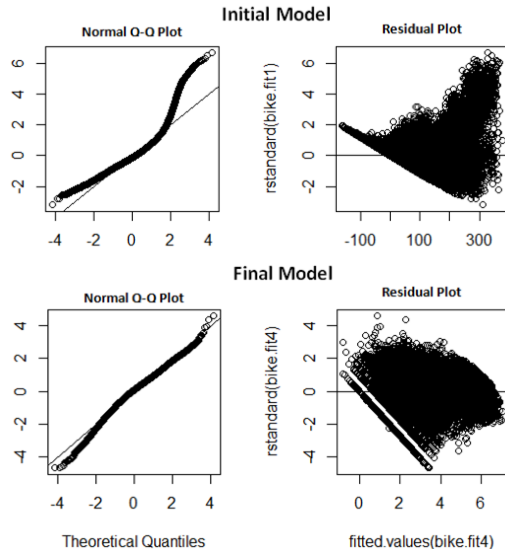 Initial Model
Normal Q-Q Plot
6
4
2
0
-2
-4 -2 0 2 4
Residual Plot
rstandard(bike.fit1)
6
4
2
0
-2
-100 100 300
Final Model
Normal Q-Q Plot
4
2
0
-2
-4
-4 -2 0 2 4
Theoretical Quantiles
Residual Plot
rstandard(bike.fit4)
4
2
0
-2
-4
0 2 4 6
fitted.values(bike.fit4)